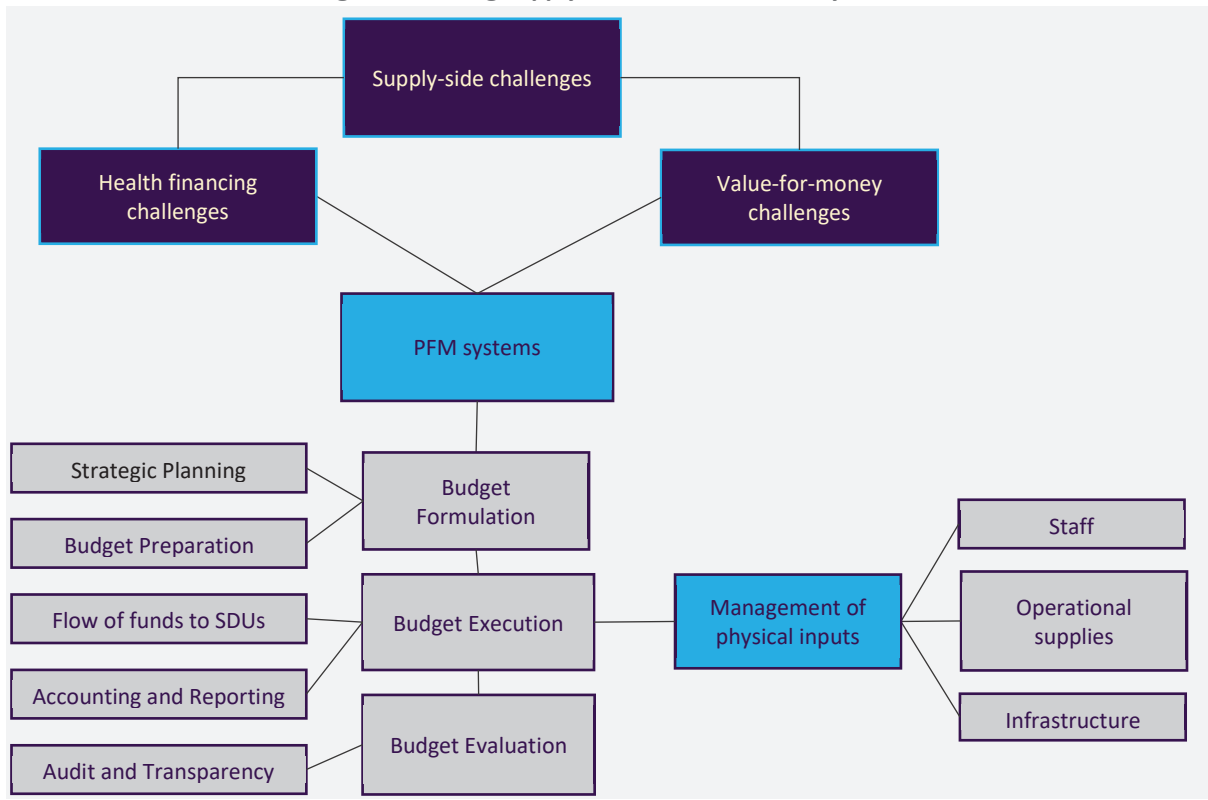 Supply-side challenges
Health financing
challenges
Value-for-money
challenges
PFM systems
Strategic Planning
Budget
Formulation
Budget Preparation
Staff
Flow of funds to SDUs
Budget Execution
Management of
physical inputs
Operational
supplies
Accounting and Reporting
Infrastructure
Budget Evaluation
Audit and Transparency